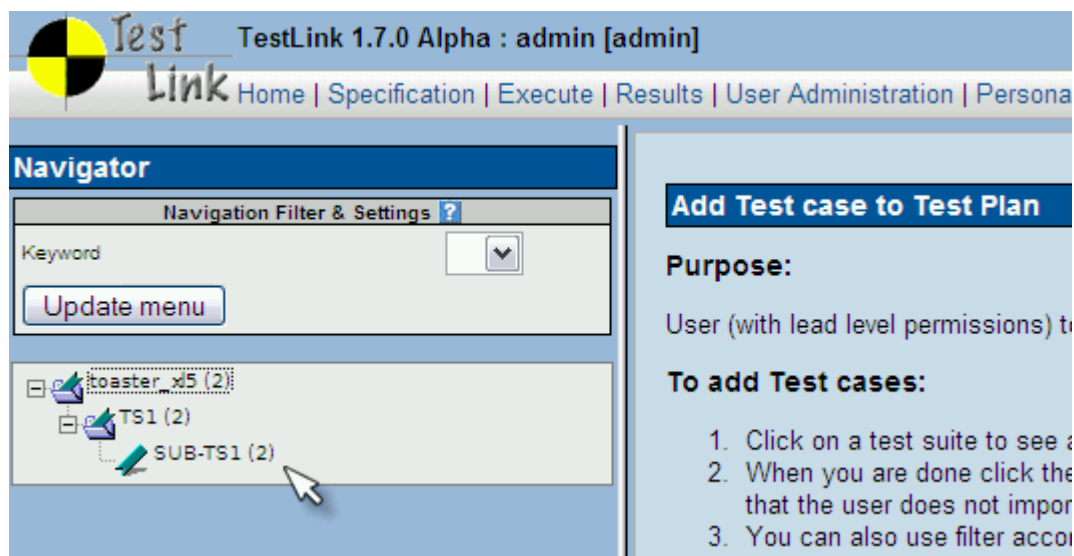 Test
Link
TestLink 1.7.0 Alpha : admin [admin]
Home | Specification | Execute | Results | User Administration | Persona
Navigator
Navigation Filter & Settings ?
Keyword
Update menu
toaster_xl5 (2)
TS1 (2)
SUB-TS1 (2)
Add Test case to Test Plan
Purpose:
User (with lead level permissions) t
To add Test cases:
1. Click on a test suite to see a
2. When you are done click the
that the user does not impor
3. You can also use filter accor